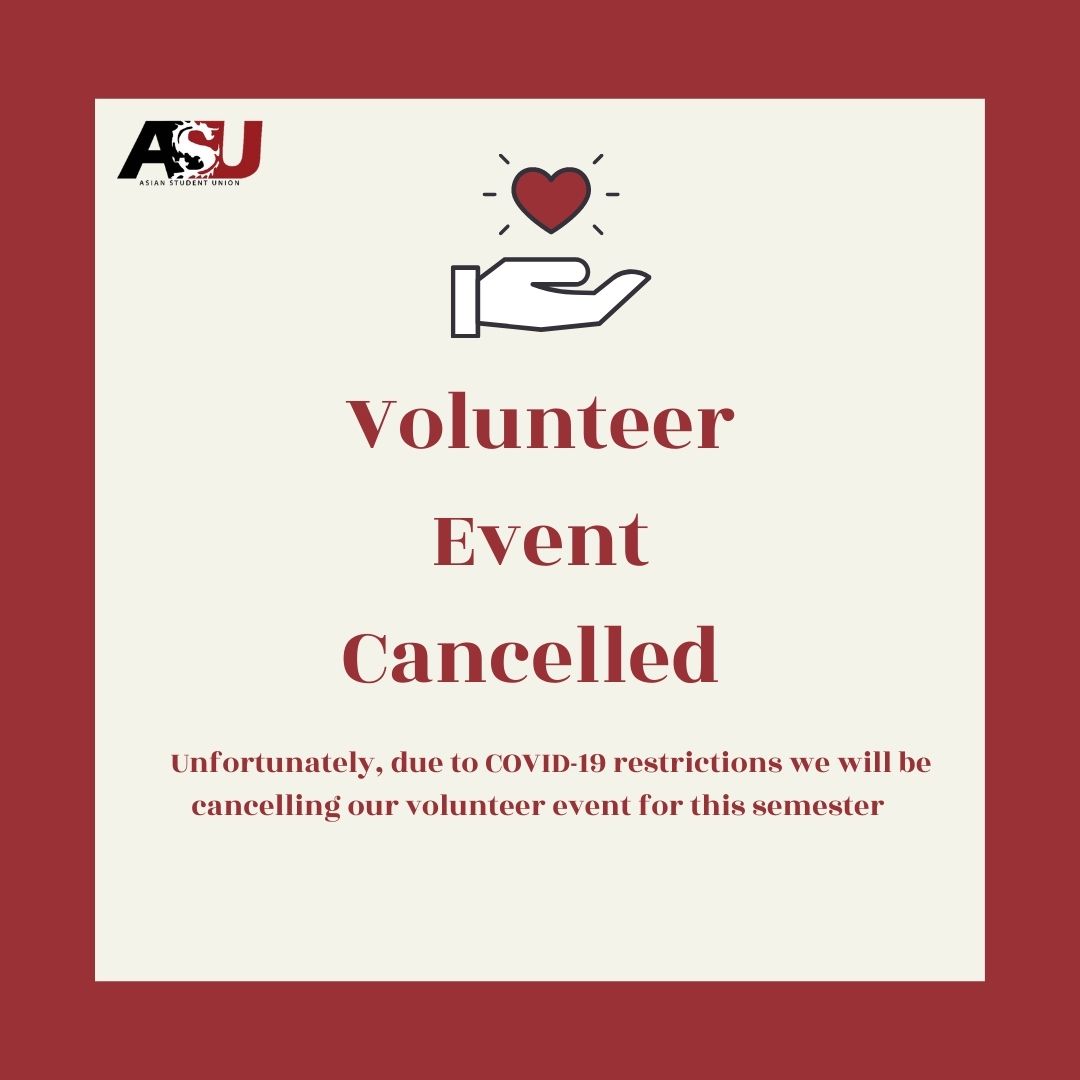 ASU
ASIAN STUDENT UNION
Volunteer
Event
Cancelled
Unfortunately, due to COVID-19 restrictions we will be
cancelling our volunteer event for this semester